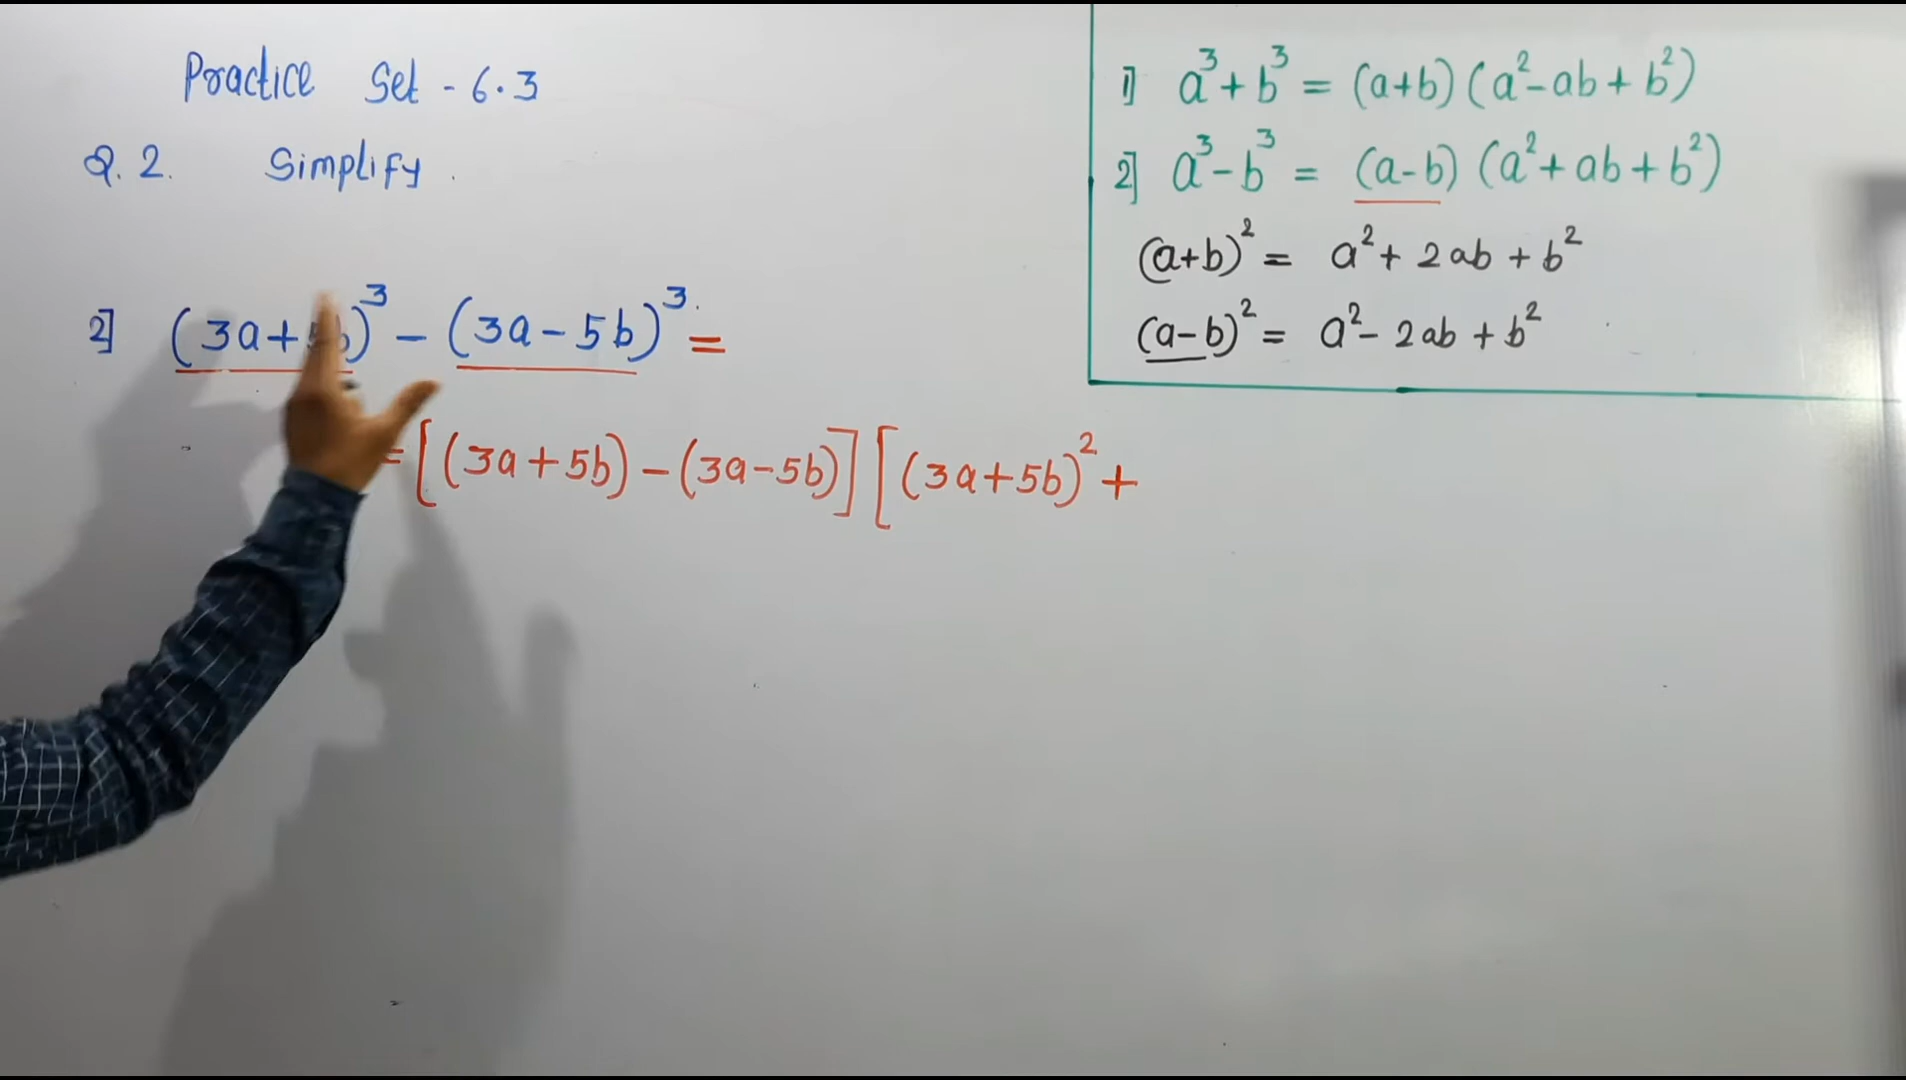 Practice Set - 6.3
Q. 2. Simplify.
2] (3a+5b)³ - (3a-5b)³ =
= [(3a+5b)-(3a-5b)] [(3a+5b)² +
1] a³+b³ = (a+b) (a²-ab+b²)
2] a³-b³ = (a-b) (a²+ab+b²)
(a+b)² = a²+ 2ab + b²
(a-b)² = a²- 2ab + b²